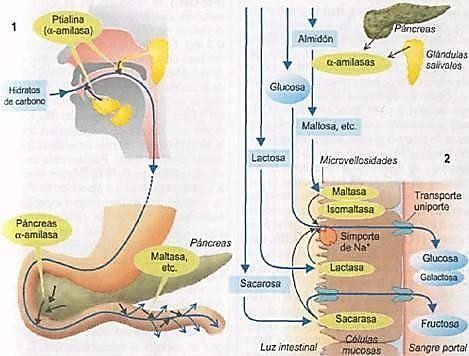 1
Ptialina
(α-amilasa)
Hidratos
de carbono
Páncreas
α-amilasa
Maltasa,
etc.
Páncreas
Almidón
Páncreas
α-amilasas
Glándulas
salivales
Glucosa
Maltosa, etc.
Lactosa
Microvellosidades
2
Maltasa
Isomaltasa
Transporte
uniporte
Simporte
de Na⁺
Glucosa
Galactosa
Lactasa
Sacarosa
Sacarasa
Fructosa
Luz intestinal
Células
mucosas
Sangre portal